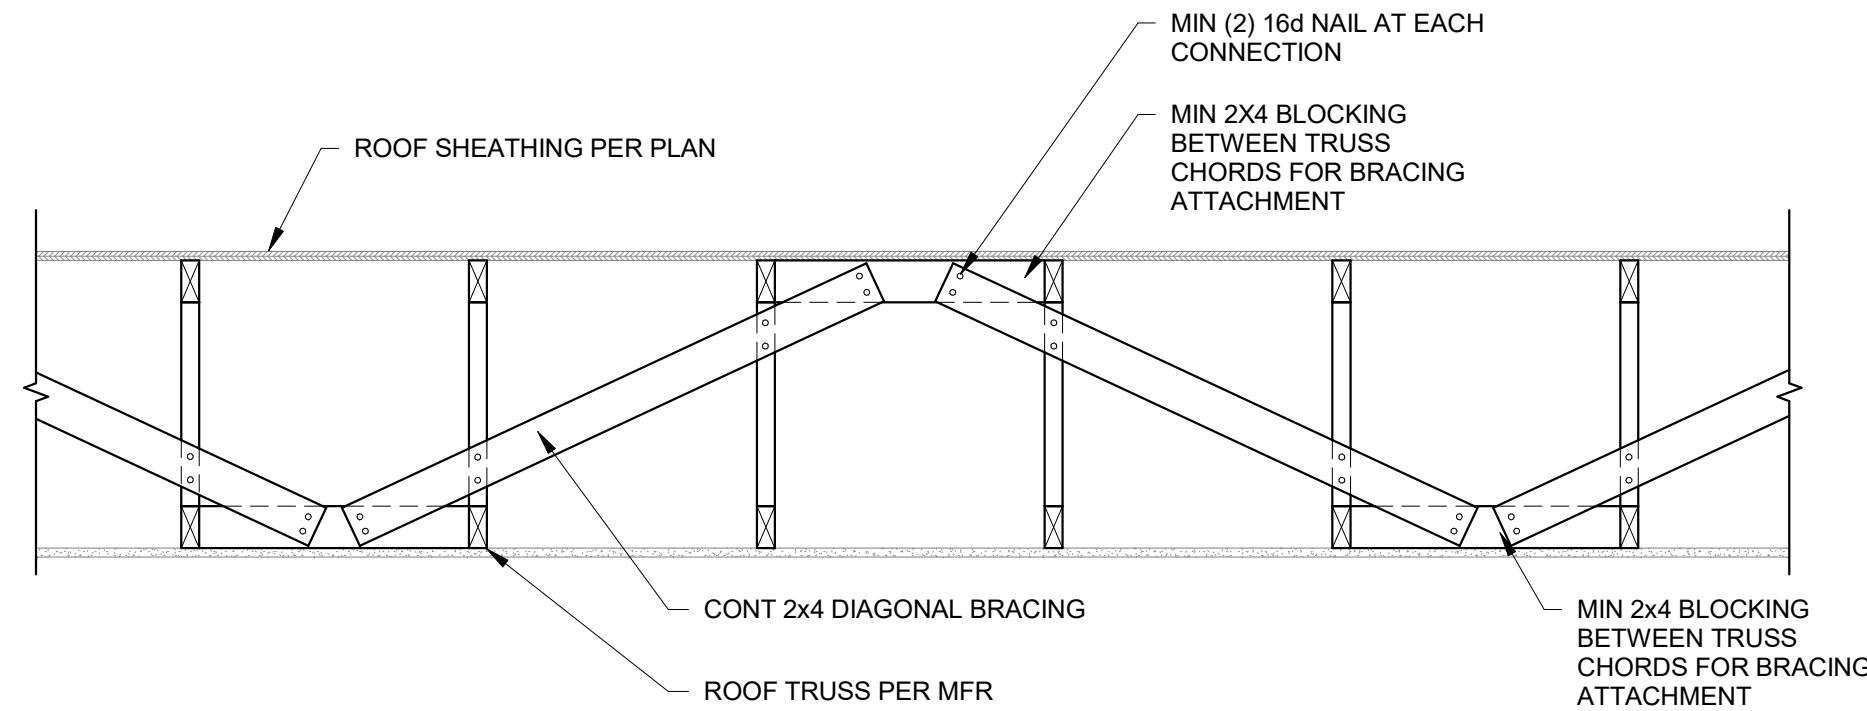 MIN (2) 16d NAIL AT EACH
CONNECTION
MIN 2X4 BLOCKING
BETWEEN TRUSS
CHORDS FOR BRACING
ATTACHMENT
ROOF SHEATHING PER PLAN
CONT 2x4 DIAGONAL BRACING
ROOF TRUSS PER MFR
MIN 2x4 BLOCKING
BETWEEN TRUSS
CHORDS FOR BRACING
ATTACHMENT